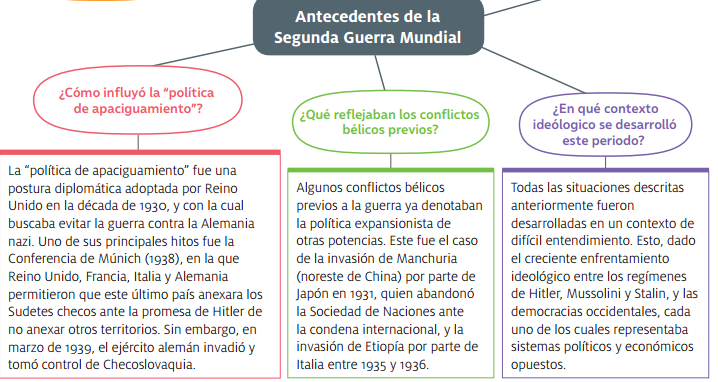 Antecedentes de la
Segunda Guerra Mundial
¿Cómo influyó la “política
de apaciguamiento”?
La “política de apaciguamiento” fue una
postura diplomática adoptada por Reino
Unido en la década de 1930, y con la cual
buscaba evitar la guerra contra la Alemania
nazi. Uno de sus principales hitos fue la
Conferencia de Múnich (1938), en la que
Reino Unido, Francia, Italia y Alemania
permitieron que este último país anexara los
Sudetes checos ante la promesa de Hitler de
no anexar otros territorios. Sin embargo, en
marzo de 1939, el ejército alemán invadió y
tomó control de Checoslovaquia.
¿Qué reflejaban los conflictos
bélicos previos?
Algunos conflictos bélicos
previos a la guerra ya denotaban
la política expansionista de
otras potencias. Este fue el caso
de la invasión de Manchuria
(noreste de China) por parte de
Japón en 1931, quien abandonó
la Sociedad de Naciones ante
la condena internacional, y la
invasión de Etiopía por parte de
Italia entre 1935 y 1936.
¿En qué contexto
ideólogico se desarrolló
este periodo?
Todas las situaciones descritas
anteriormente fueron
desarrolladas en un contexto de
difícil entendimiento. Esto, dado
el creciente enfrentamiento
ideológico entre los regímenes
de Hitler, Mussolini y Stalin, y las
democracias occidentales, cada
uno de los cuales representaba
sistemas políticos y económicos
opuestos.